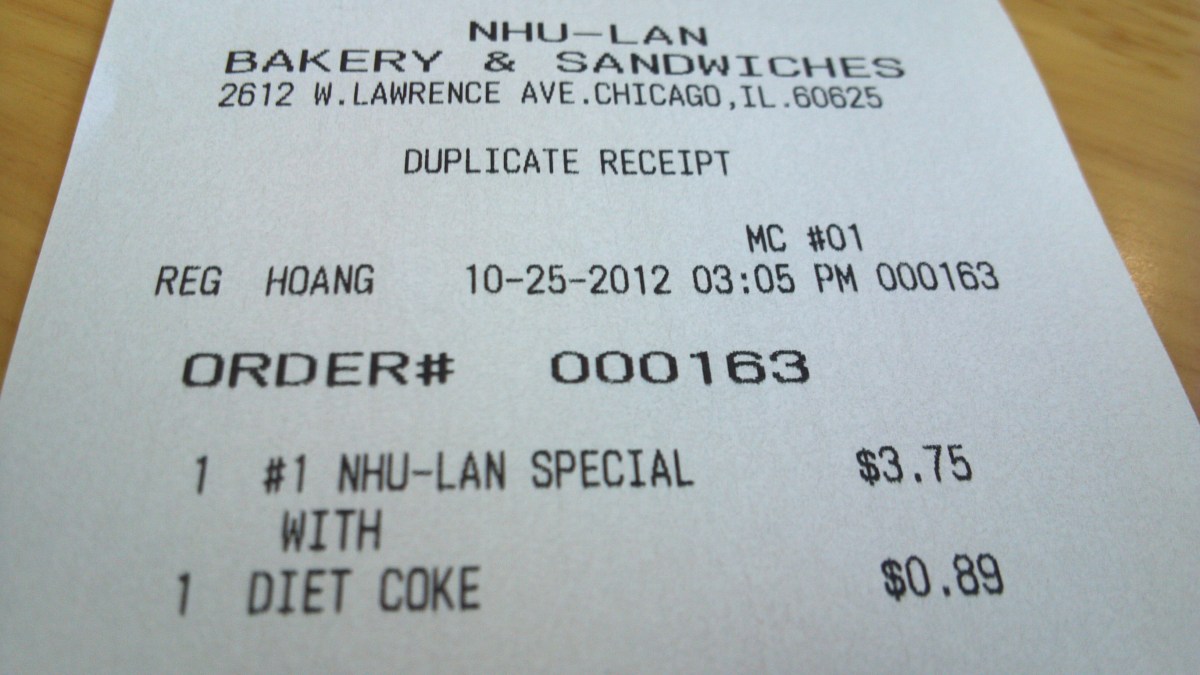 NHU-LAN
BAKERY & SANDWICHES
2612 W.LAWRENCE AVE.CHICAGO,IL.60625
DUPLICATE RECEIPT
MC #01
REG HOANG 10-25-2012 03:05 PM 000163
ORDER# 000163
1 #1 NHU-LAN SPECIAL $3.75
WITH
1 DIET COKE $0.89